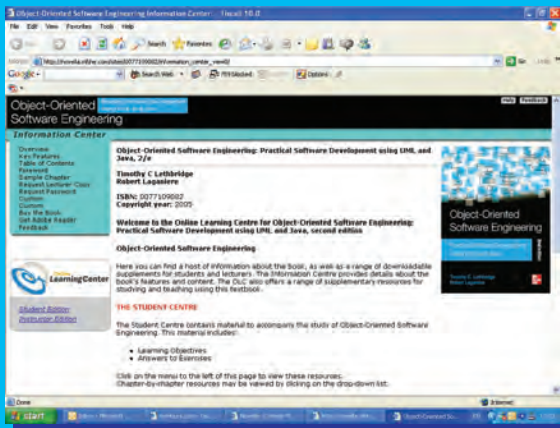 Object-Oriented Software Engineering Information Center
File Edit View Favorites Tools Help
Search Favorites
Google
Search Web
Options
Help Feedback
Object-Oriented
Software Engineering
Information Center
Overview
Key Features
Table of Contents
Foreword
Sample Chapter
Request Lecturer Copy
Request Password
Custom
Custom
Buy the Book
Get Adobe Reader
Feedback
LearningCenter
Student Edition
Instructor Edition
Object-Oriented Software Engineering: Practical Software Development using UML and
Java, 2/e
Timothy C Lethbridge
Robert Laganiere
ISBN: 0077109082
Copyright year: 2005
Welcome to the Online Learning Centre for Object-Oriented Software Engineering:
Practical Software Development using UML and Java, second edition
Object-Oriented Software Engineering
Here you can find a host of information about the book, as well as a range of downloadable
supplements for students and lecturers. The Information Centre provides details about the
book's features and content. The OLC also offers a range of supplementary resources for
studying and teaching using this textbook.
THE STUDENT CENTRE
The Student Centre contains material to accompany the study of Object-Oriented Software
Engineering. This material includes:
• Learning Objectives
• Answers to Exercises
Click on the menu to the left of this page to view these resources.
Chapter-by-chapter resources may be viewed by clicking on the drop-down list.
Object-Oriented
Software Engineering
Timothy C. Lethbridge
Robert Laganiere
Done
Internet
start